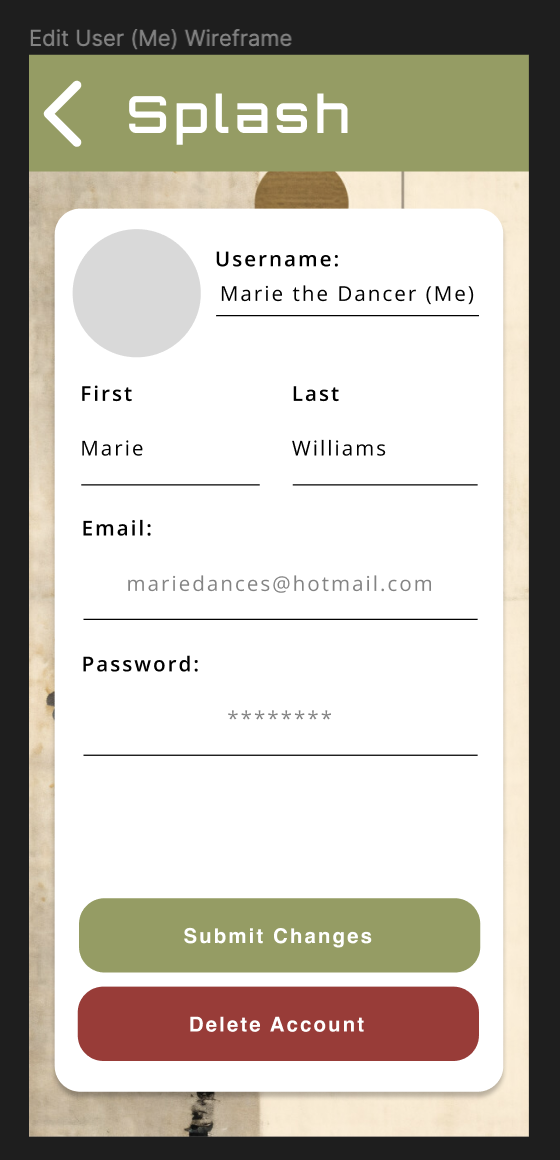 Edit User (Me) Wireframe
Splash
Username:
Marie the Dancer (Me)
First Last
Marie Williams
Email:
mariedances@hotmail.com
Password:
********
Submit Changes
Delete Account